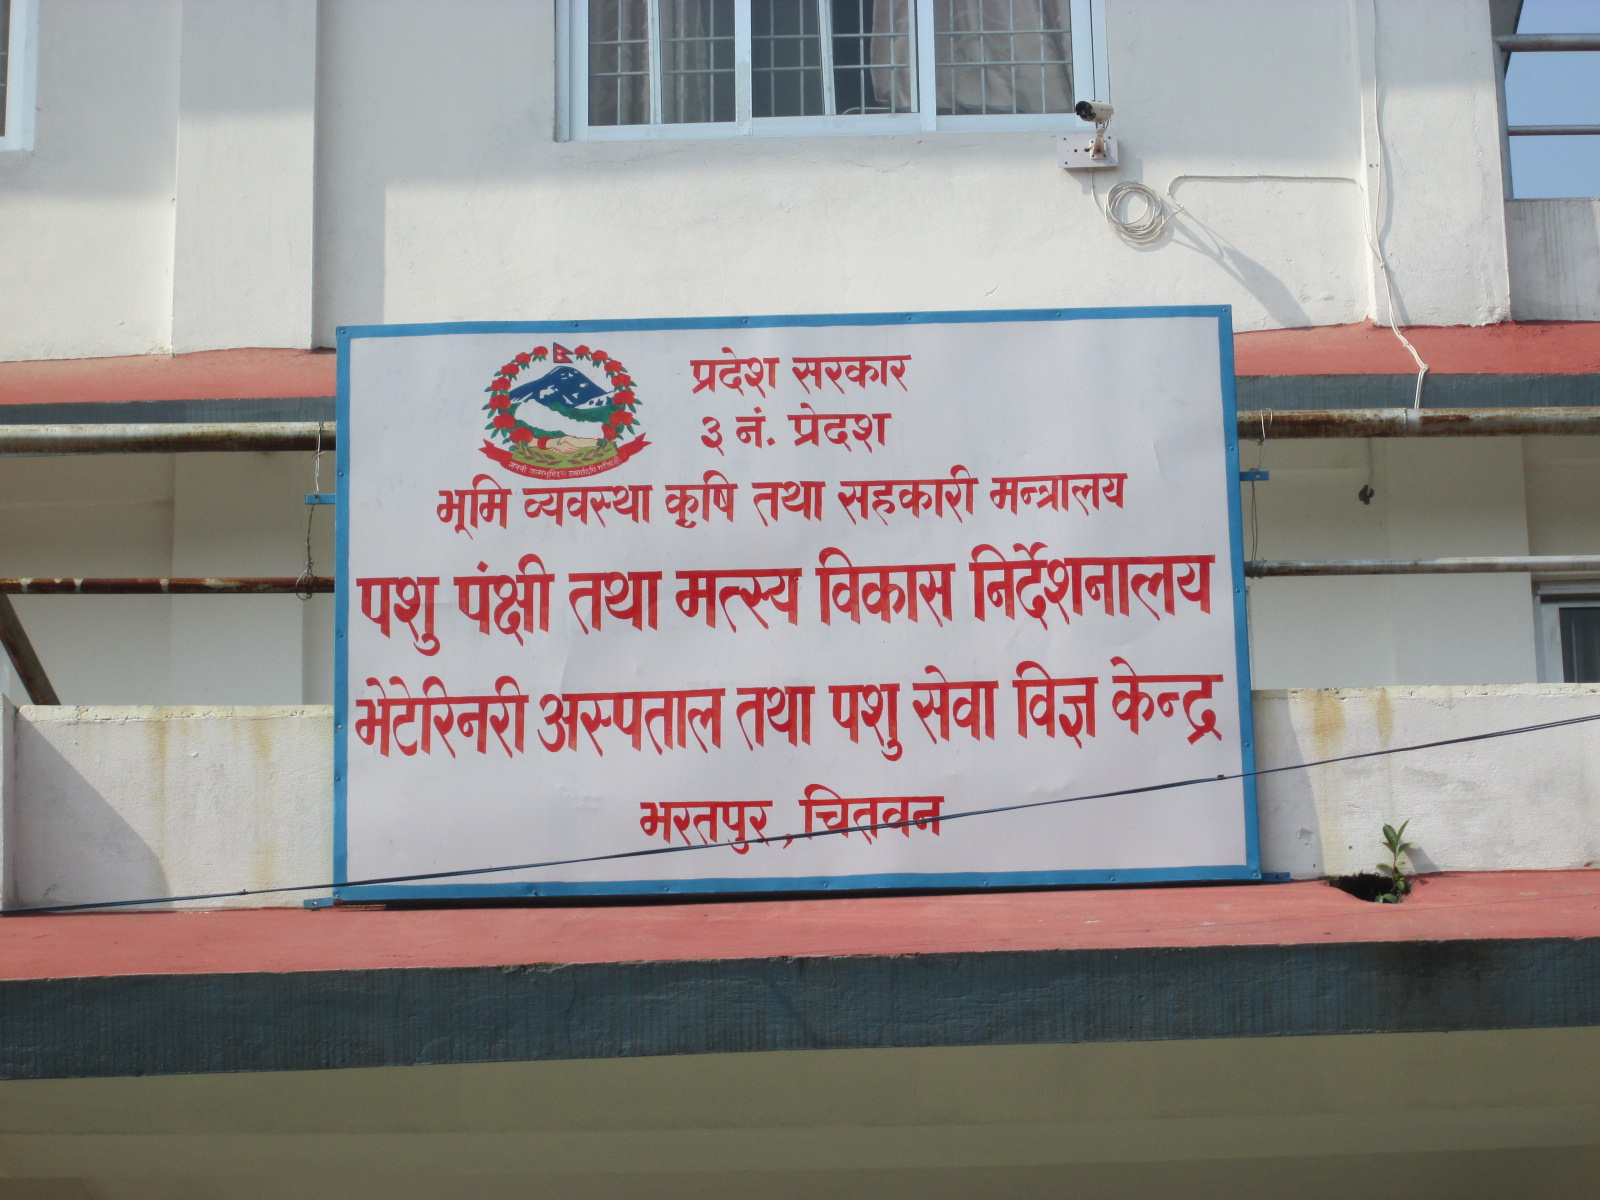 प्रदेश सरकार
३ नं. प्रेदश
भूमि व्यवस्था कृषि तथा सहकारी मन्त्रालय
पशु पंक्षी तथा मत्स्य विकास निर्देशनालय
भेटेरिनरी अस्पताल तथा पशु सेवा विज्ञ केन्द्र
भरतपुर, चितवन